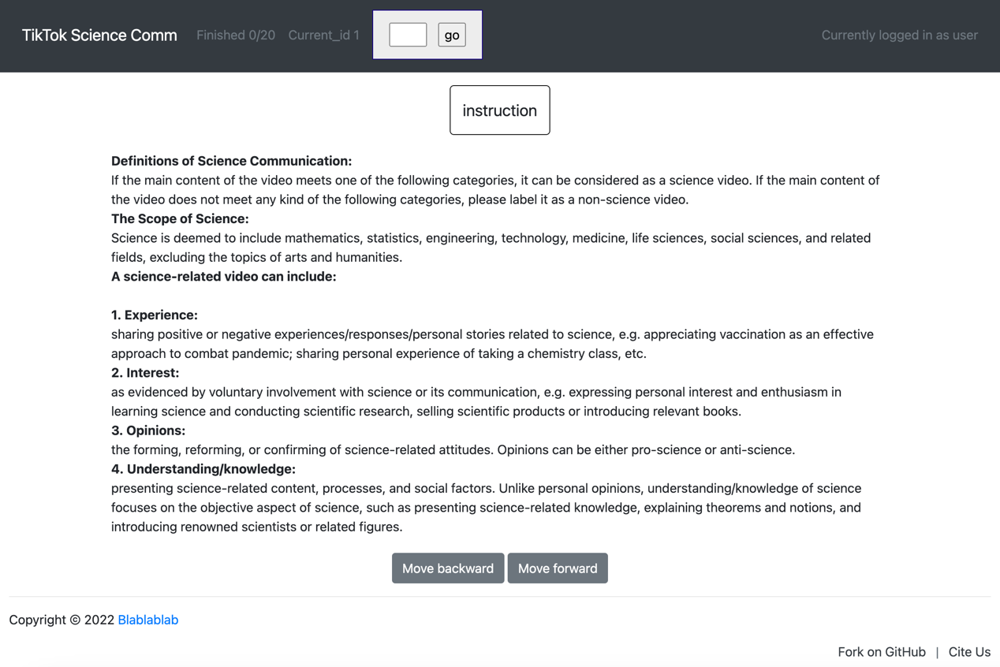 TikTok Science Comm Finished 0/20 Current_id 1 go Currently logged in as user
instruction
Definitions of Science Communication:
If the main content of the video meets one of the following categories, it can be considered as a science video. If the main content of
the video does not meet any kind of the following categories, please label it as a non-science video.
The Scope of Science:
Science is deemed to include mathematics, statistics, engineering, technology, medicine, life sciences, social sciences, and related
fields, excluding the topics of arts and humanities.
A science-related video can include:
1. Experience:
sharing positive or negative experiences/responses/personal stories related to science, e.g. appreciating vaccination as an effective
approach to combat pandemic; sharing personal experience of taking a chemistry class, etc.
2. Interest:
as evidenced by voluntary involvement with science or its communication, e.g. expressing personal interest and enthusiasm in
learning science and conducting scientific research, selling scientific products or introducing relevant books.
3. Opinions:
the forming, reforming, or confirming of science-related attitudes. Opinions can be either pro-science or anti-science.
4. Understanding/knowledge:
presenting science-related content, processes, and social factors. Unlike personal opinions, understanding/knowledge of science
focuses on the objective aspect of science, such as presenting science-related knowledge, explaining theorems and notions, and
introducing renowned scientists or related figures.
Move backward Move forward
Copyright © 2022 Blablablab
Fork on GitHub | Cite Us